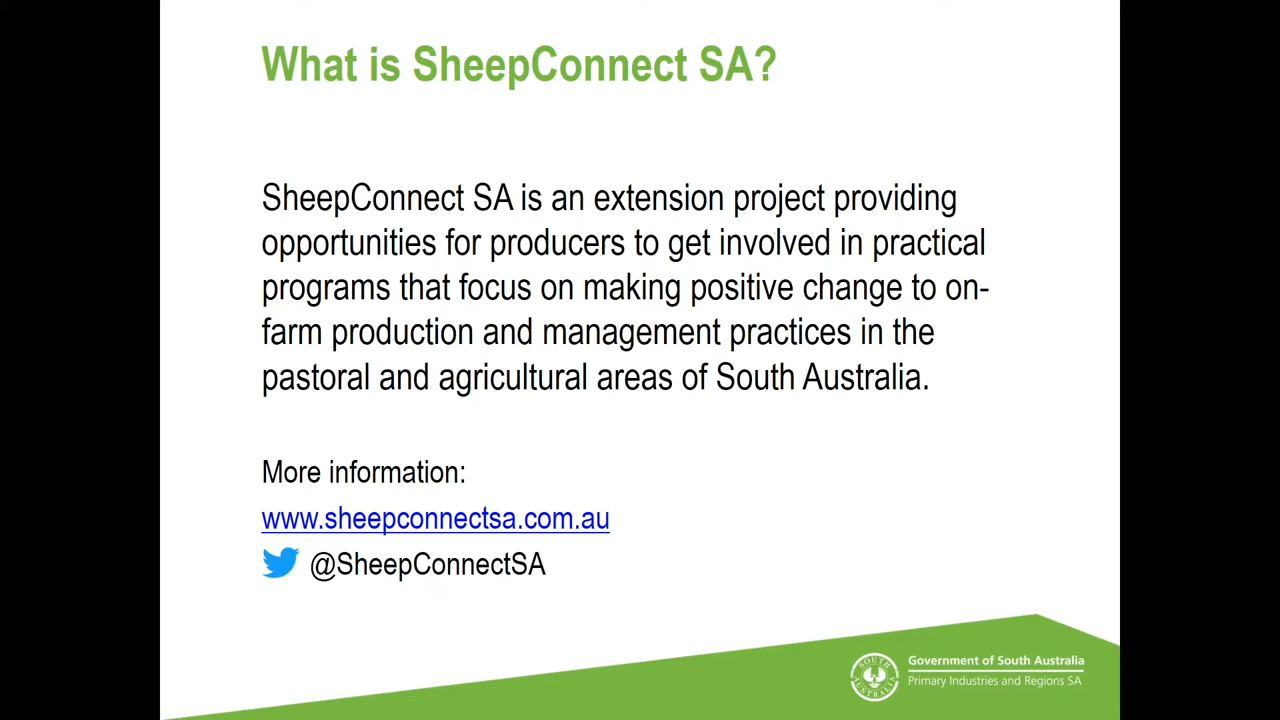 What is SheepConnect SA?
SheepConnect SA is an extension project providing
opportunities for producers to get involved in practical
programs that focus on making positive change to on-
farm production and management practices in the
pastoral and agricultural areas of South Australia.
More information:
www.sheepconnectsa.com.au
@SheepConnectSA
SOUTH AUSTRALIA
Government of South Australia
Primary Industries and Regions SA